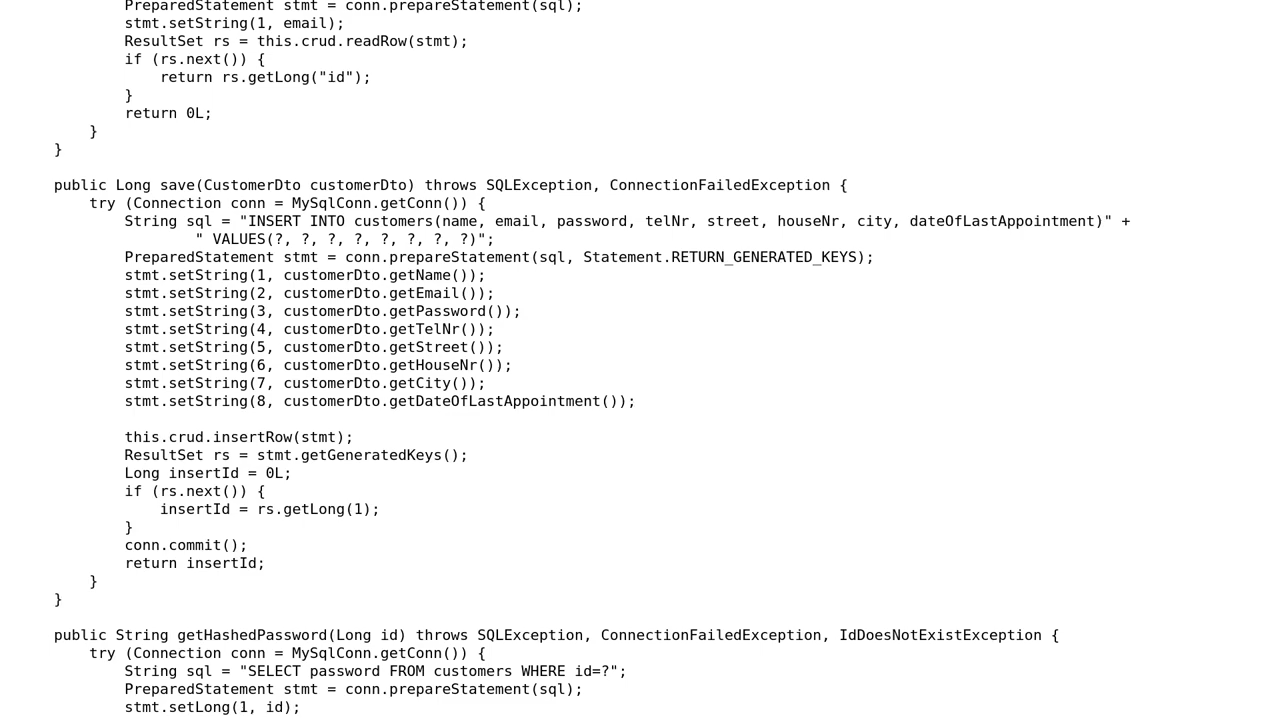 PreparedStatement stmt = conn.prepareStatement(sql);
            stmt.setString(1, email);
            ResultSet rs = this.crud.readRow(stmt);
            if (rs.next()) {
                return rs.getLong("id");
            }
            return 0L;
        }
    }

    public Long save(CustomerDto customerDto) throws SQLException, ConnectionFailedException {
        try (Connection conn = MySqlConn.getConn()) {
            String sql = "INSERT INTO customers(name, email, password, telNr, street, houseNr, city, dateOfLastAppointment)" +
                    " VALUES(?, ?, ?, ?, ?, ?, ?, ?)";
            PreparedStatement stmt = conn.prepareStatement(sql, Statement.RETURN_GENERATED_KEYS);
            stmt.setString(1, customerDto.getName());
            stmt.setString(2, customerDto.getEmail());
            stmt.setString(3, customerDto.getPassword());
            stmt.setString(4, customerDto.getTelNr());
            stmt.setString(5, customerDto.getStreet());
            stmt.setString(6, customerDto.getHouseNr());
            stmt.setString(7, customerDto.getCity());
            stmt.setString(8, customerDto.getDateOfLastAppointment());

            this.crud.insertRow(stmt);
            ResultSet rs = stmt.getGeneratedKeys();
            Long insertId = 0L;
            if (rs.next()) {
                insertId = rs.getLong(1);
            }
            conn.commit();
            return insertId;
        }
    }

    public String getHashedPassword(Long id) throws SQLException, ConnectionFailedException, IdDoesNotExistException {
        try (Connection conn = MySqlConn.getConn()) {
            String sql = "SELECT password FROM customers WHERE id=?";
            PreparedStatement stmt = conn.prepareStatement(sql);
            stmt.setLong(1, id);